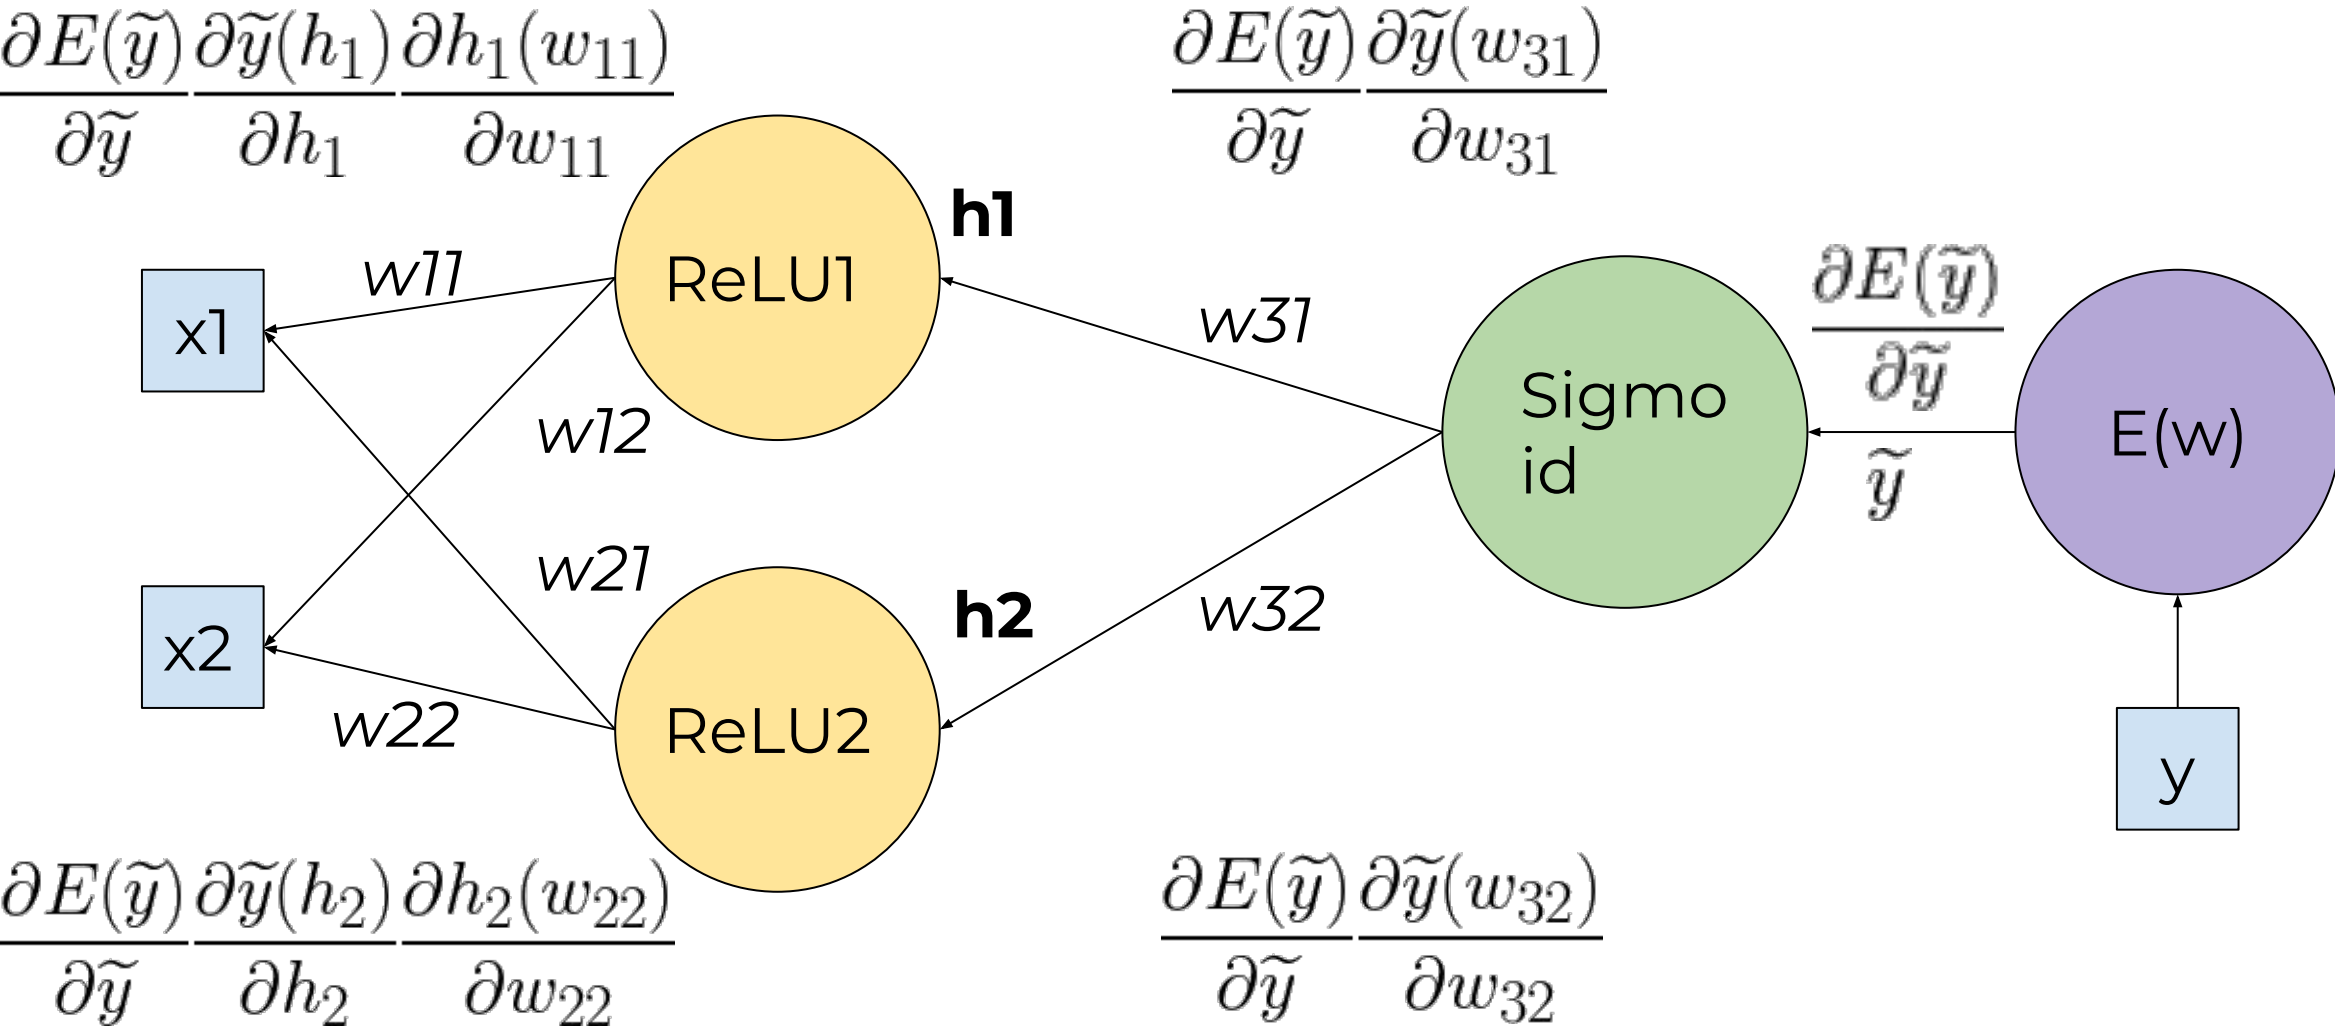 ∂E(ỹ)/∂ỹ ∂ỹ(h₁)/∂h₁ ∂h₁(w₁₁)/∂w₁₁
∂E(ỹ)/∂ỹ ∂ỹ(w₃₁)/∂w₃₁
h1
ReLU1
w11
x1
w31
∂E(ỹ)/∂ỹ
Sigmo
id
E(w)
ỹ
w12
w21
x2
h2
w32
w22
ReLU2
y
∂E(ỹ)/∂ỹ ∂ỹ(h₂)/∂h₂ ∂h₂(w₂₂)/∂w₂₂
∂E(ỹ)/∂ỹ ∂ỹ(w₃₂)/∂w₃₂